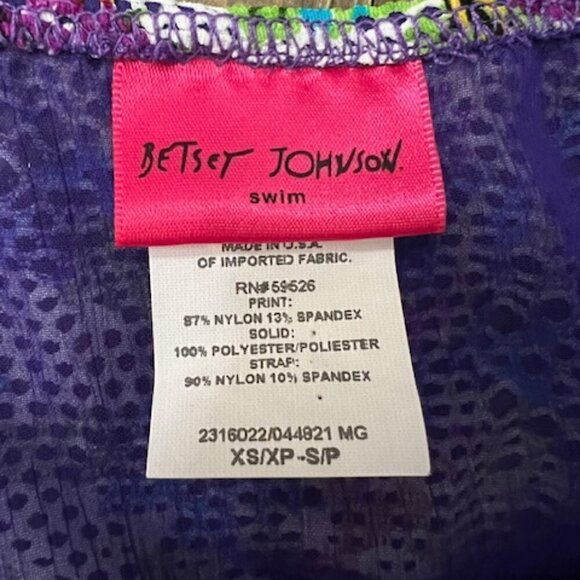 BETSEY JOHNSON.
swim
MADE IN U.S.A.
OF IMPORTED FABRIC.
RN#59526
PRINT:
87% NYLON 13% SPANDEX
SOLID:
100% POLYESTER/POLIESTER
STRAP:
90% NYLON 10% SPANDEX
2316022/044821 MG
XS/XP-S/P